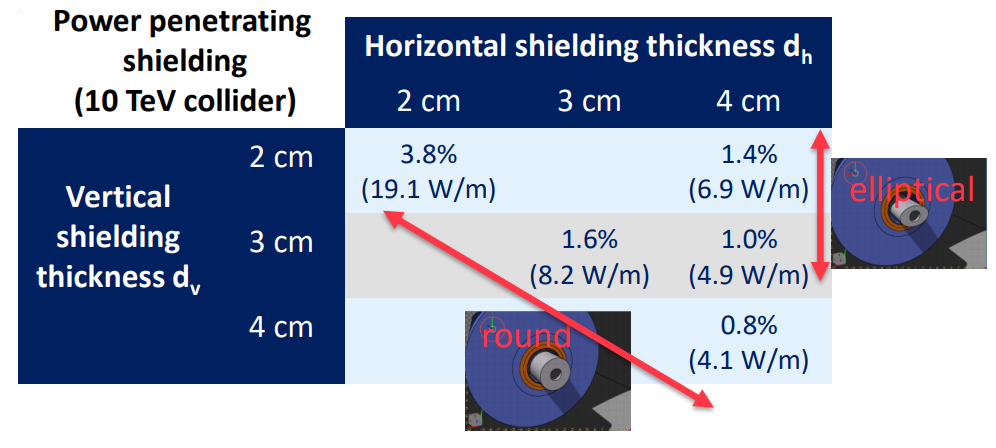 Power penetrating
shielding
(10 TeV collider)
Horizontal shielding thickness dh
2 cm 3 cm 4 cm
Vertical
shielding
thickness dv
2 cm
3.8%
(19.1 W/m)
1.4%
(6.9 W/m)
elliptical
3 cm
1.6%
(8.2 W/m)
1.0%
(4.9 W/m)
4 cm
0.8%
(4.1 W/m)
round